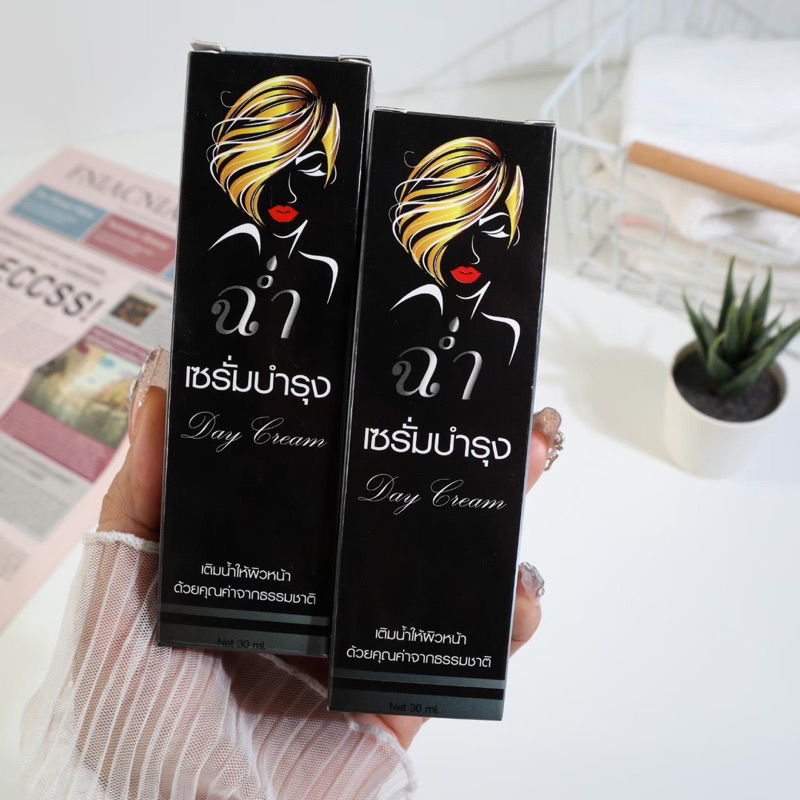 ENIACNIA
ECCSS!
ฉ่ำ
เซรั่มบำรุง
Day Cream
เติมน้ำให้ผิวหน้า
ด้วยคุณค่าจากธรรมชาติ
Net 30 ml.
ฉ่ำ
เซรั่มบำรุง
Day Cream
เติมน้ำให้ผิวหน้า
ด้วยคุณค่าจากธรรมชาติ
Net 30 ml.